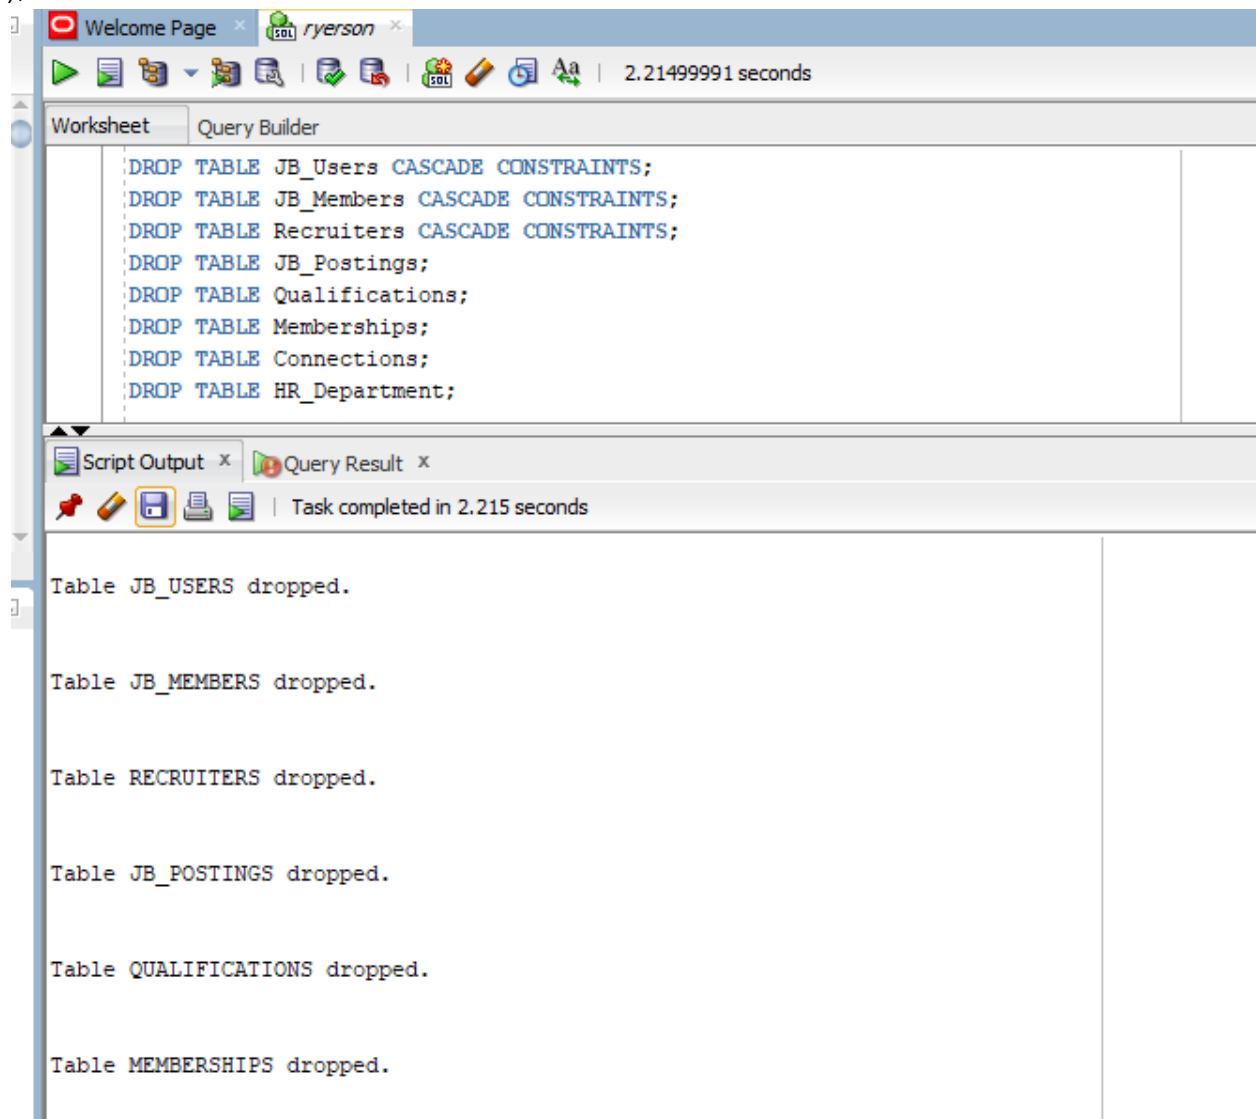 Welcome Page ryerson
2.21499991 seconds
Worksheet Query Builder
DROP TABLE JB_Users CASCADE CONSTRAINTS;
DROP TABLE JB_Members CASCADE CONSTRAINTS;
DROP TABLE Recruiters CASCADE CONSTRAINTS;
DROP TABLE JB_Postings;
DROP TABLE Qualifications;
DROP TABLE Memberships;
DROP TABLE Connections;
DROP TABLE HR_Department;
Script Output x Query Result x
Task completed in 2.215 seconds
Table JB_USERS dropped.
Table JB_MEMBERS dropped.
Table RECRUITERS dropped.
Table JB_POSTINGS dropped.
Table QUALIFICATIONS dropped.
Table MEMBERSHIPS dropped.